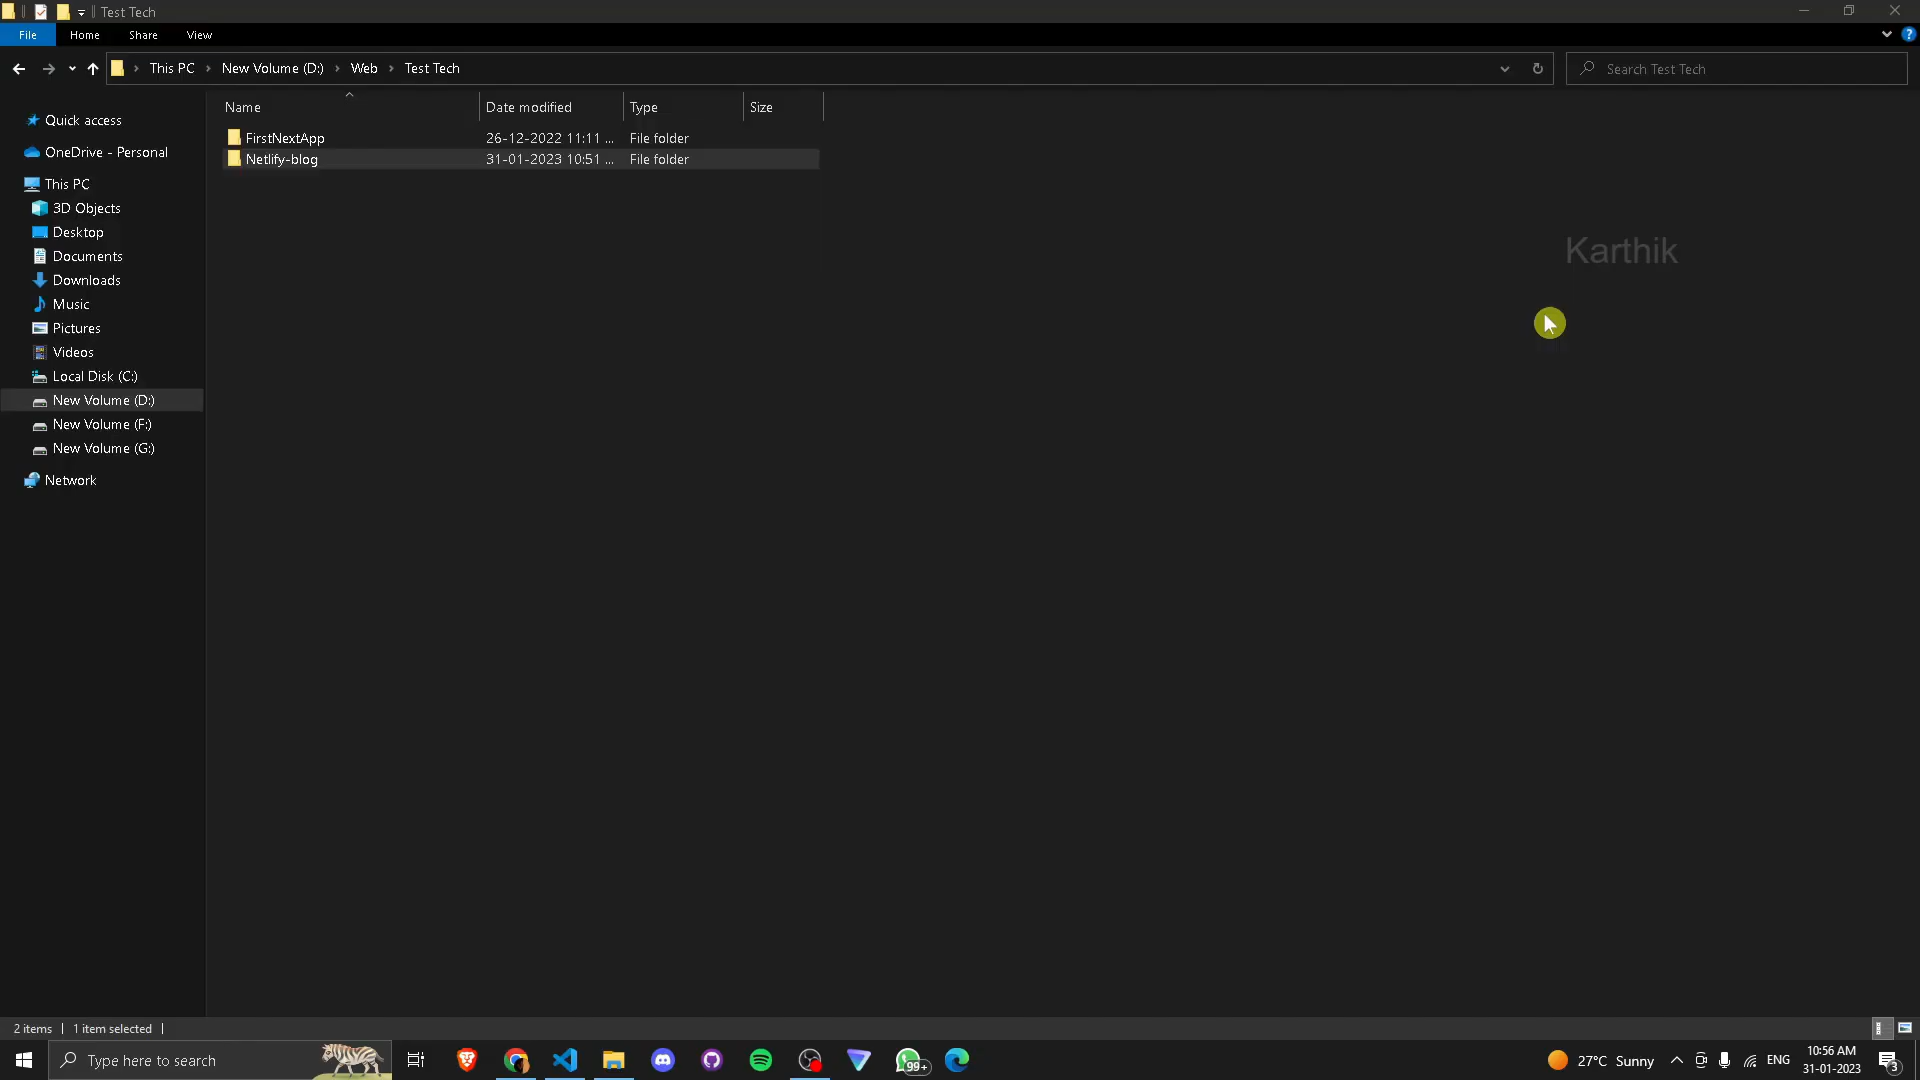 Test Tech
File Home Share View
This PC New Volume (D:) Web Test Tech
Search Test Tech
Name Date modified Type Size
FirstNextApp 26-12-2022 11:11 ... File folder
Netlify-blog 31-01-2023 10:51 ... File folder
Quick access
OneDrive - Personal
This PC
3D Objects
Desktop
Documents
Downloads
Music
Pictures
Videos
Local Disk (C:)
New Volume (D:)
New Volume (F:)
New Volume (G:)
Network
Karthik
2 items 1 item selected
Type here to search
99+
27°C Sunny
ENG
10:56 AM
31-01-2023
3